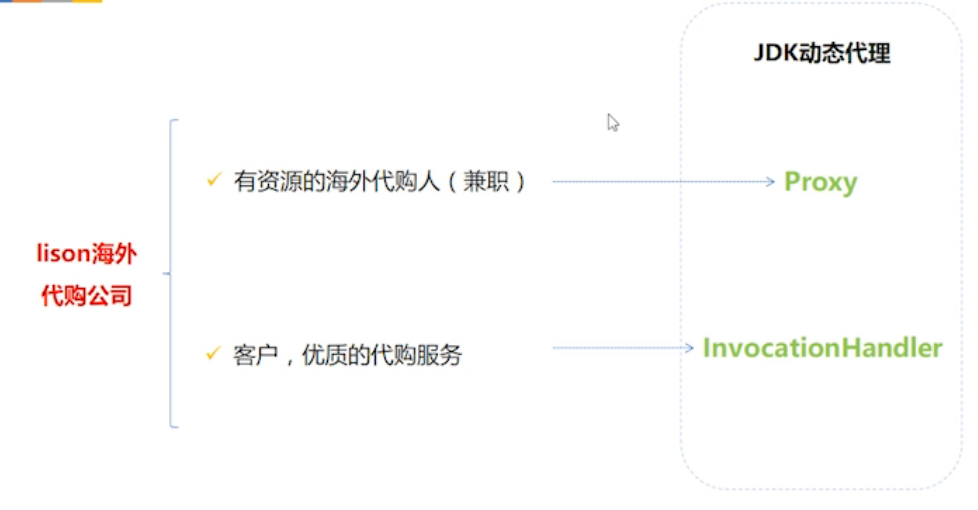 JDK动态代理
有资源的海外代购人（兼职）
Proxy
lison海外
代购公司
客户，优质的代购服务
InvocationHandler